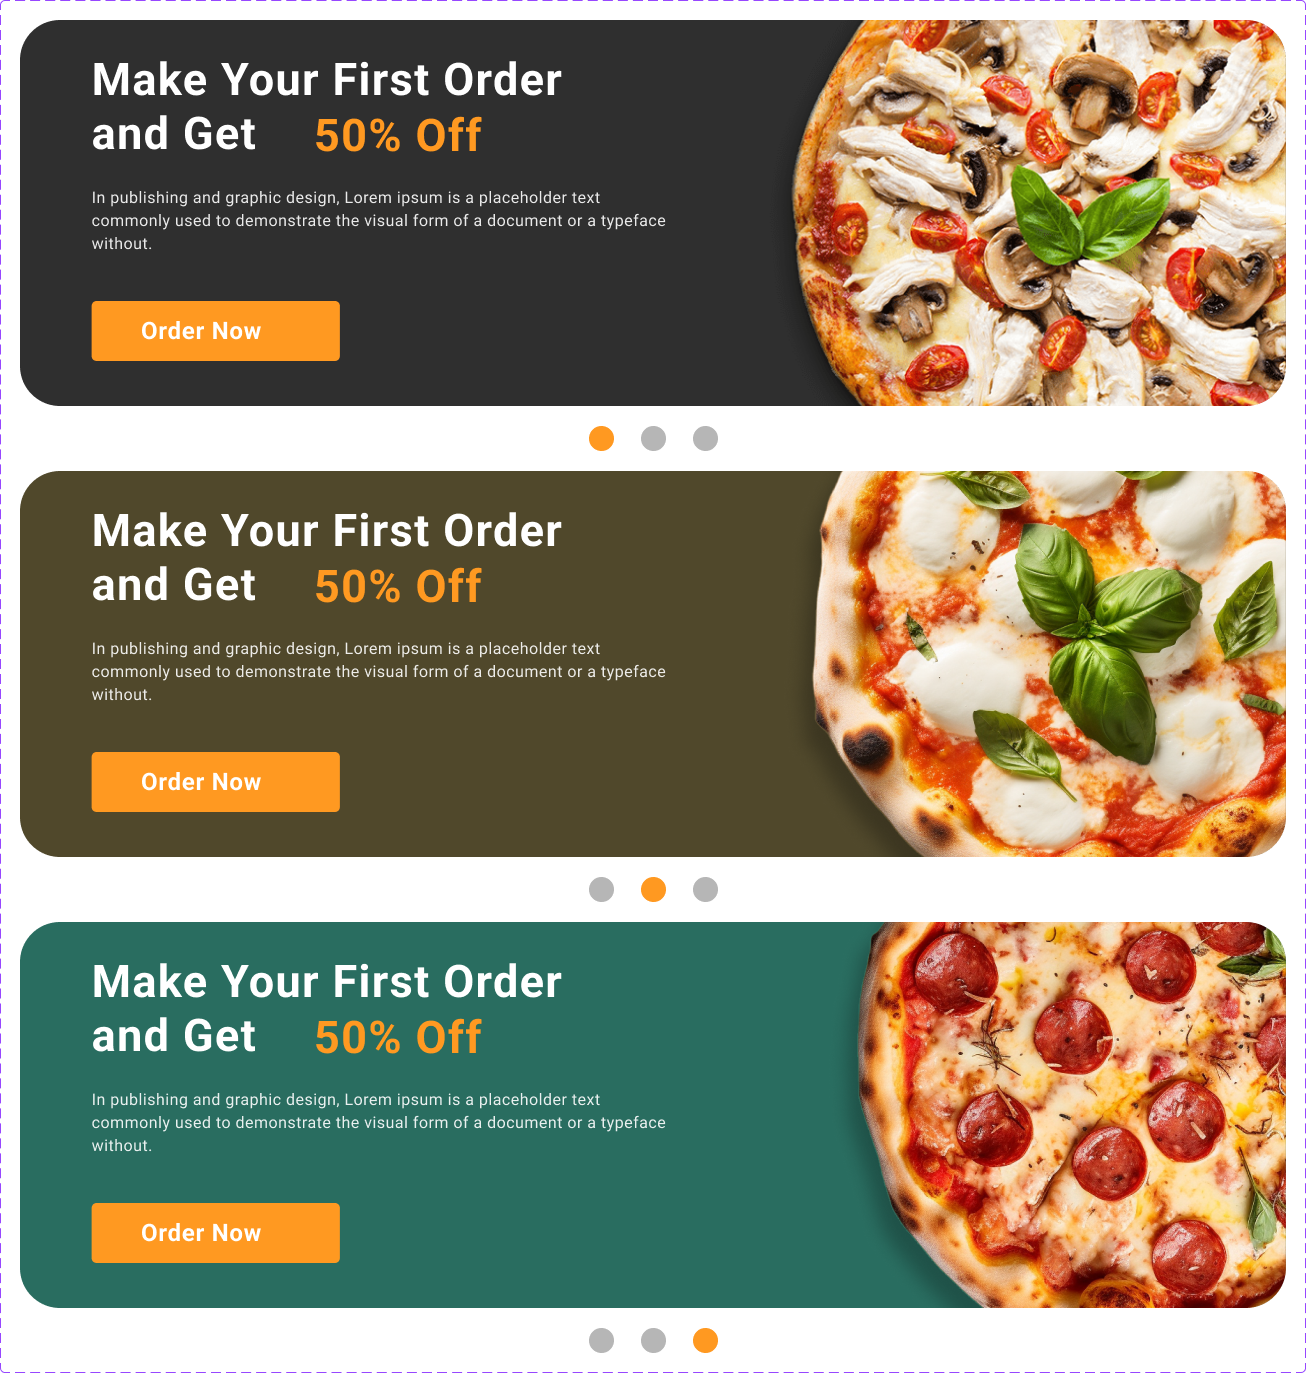 Make Your First Order
and Get 50% Off
In publishing and graphic design, Lorem ipsum is a placeholder text
commonly used to demonstrate the visual form of a document or a typeface
without.
Order Now
Make Your First Order
and Get 50% Off
In publishing and graphic design, Lorem ipsum is a placeholder text
commonly used to demonstrate the visual form of a document or a typeface
without.
Order Now
Make Your First Order
and Get 50% Off
In publishing and graphic design, Lorem ipsum is a placeholder text
commonly used to demonstrate the visual form of a document or a typeface
without.
Order Now